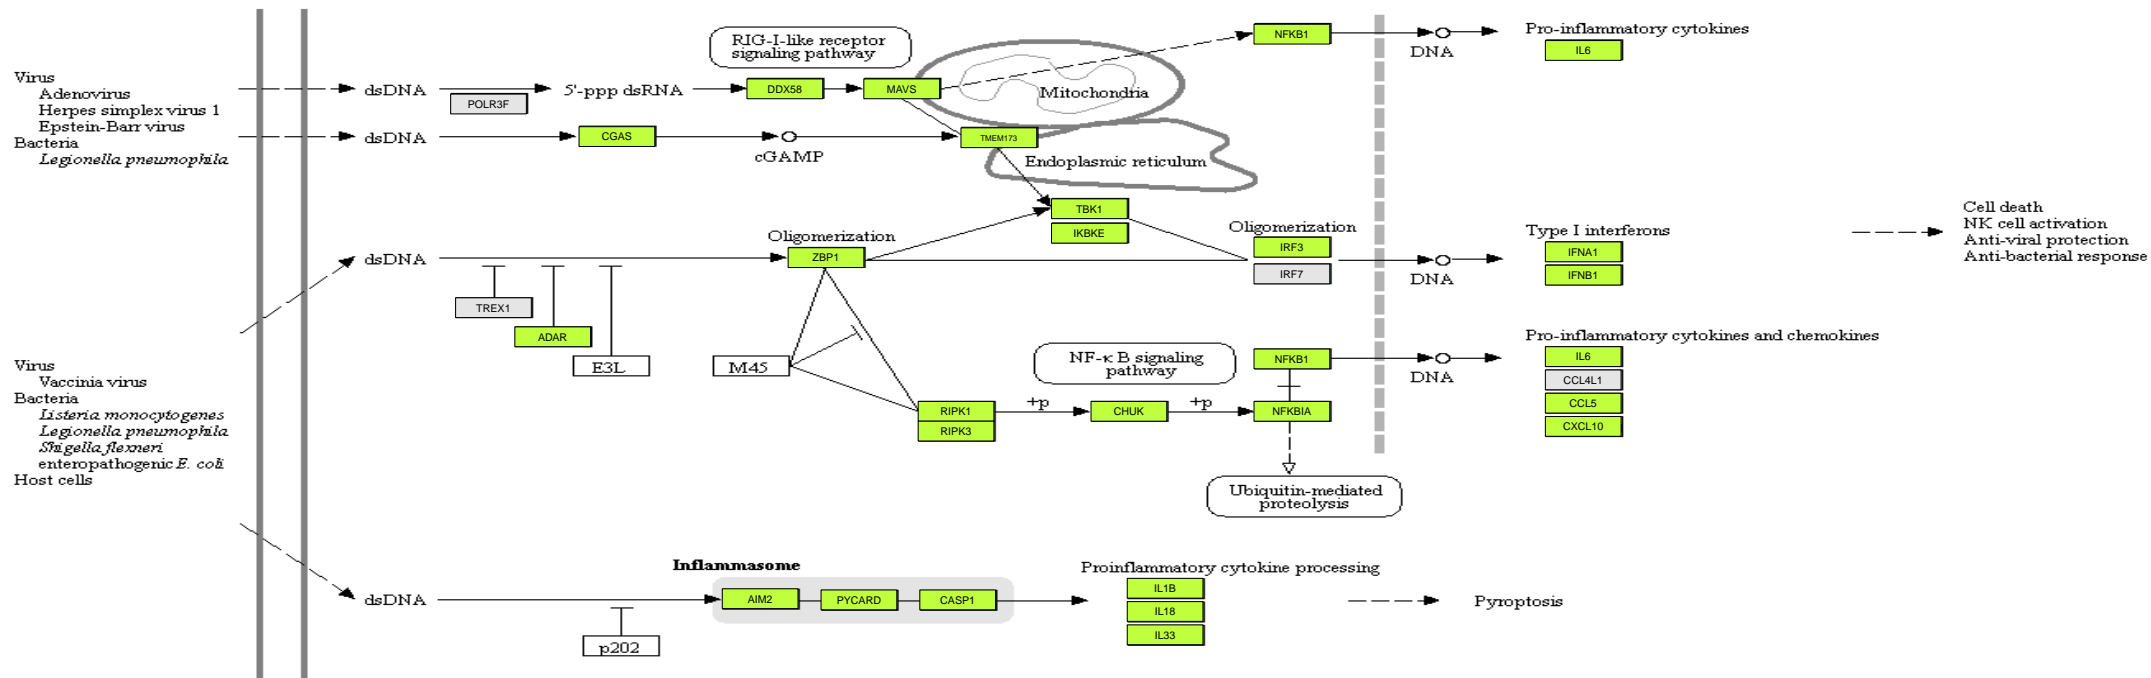 RIG-I-like receptor
signaling pathway
NFKB1
DNA
Pro-inflammatory cytokines
IL6
Virus
Adenovirus
Herpes simplex virus 1
Epstein-Barr virus
Bacteria
Legionella pneumophila
dsDNA
POLR3F
5'-ppp dsRNA
DDX58
MAVS
Mitochondria
dsDNA
CGAS
cGAMP
TMEM173
Endoplasmic reticulum
TBK1
IKBKE
Oligomerization
ZBP1
Oligomerization
IRF3
IRF7
DNA
Type I interferons
IFNA1
IFNB1
Cell death
NK cell activation
Anti-viral protection
Anti-bacterial response
dsDNA
TREX1
ADAR
E3L
M45
NF-κ B signaling
pathway
NFKB1
DNA
Pro-inflammatory cytokines and chemokines
IL6
CCL4L1
CCL5
CXCL10
Virus
Vaccinia virus
Bacteria
Listeria monocytogenes
Legionella pneumophila
Shigella flexneri
enteropathogenic E. coli
Host cells
RIPK1
RIPK3
+p
CHUK
+p
NFKBIA
Ubiquitin-mediated
proteolysis
Inflammasome
dsDNA
p202
AIM2
PYCARD
CASP1
Proinflammatory cytokine processing
IL1B
IL18
IL33
Pyroptosis